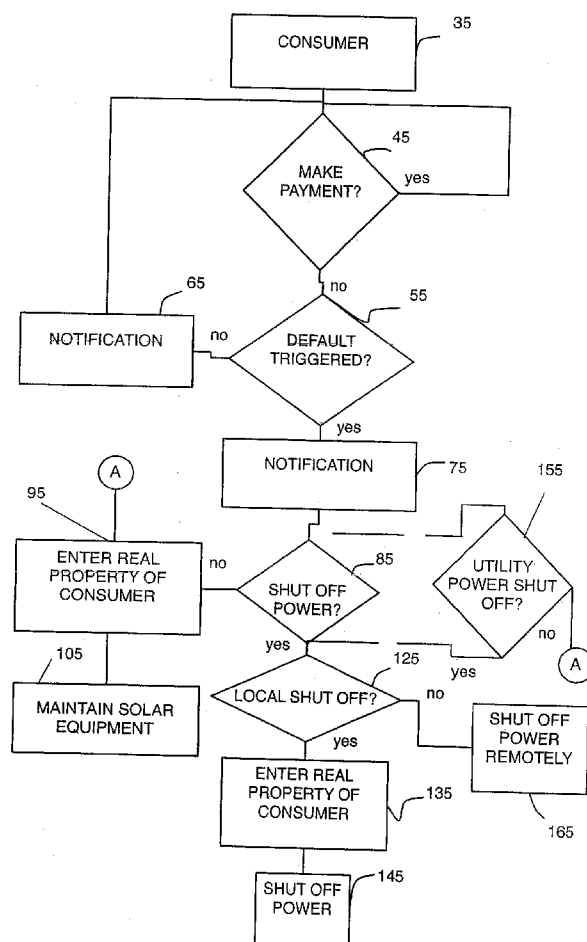 35
CONSUMER
45
MAKE
PAYMENT?
yes
no
65
55
NOTIFICATION
no
DEFAULT
TRIGGERED?
yes
NOTIFICATION
75
155
A
95
85
ENTER REAL
PROPERTY OF
CONSUMER
no
SHUT OFF
POWER?
UTILITY
POWER SHUT
OFF?
no
A
yes
yes
105
125
MAINTAIN SOLAR
EQUIPMENT
LOCAL SHUT OFF?
no
SHUT OFF
POWER
REMOTELY
yes
ENTER REAL
PROPERTY OF
CONSUMER
135
165
145
SHUT OFF
POWER